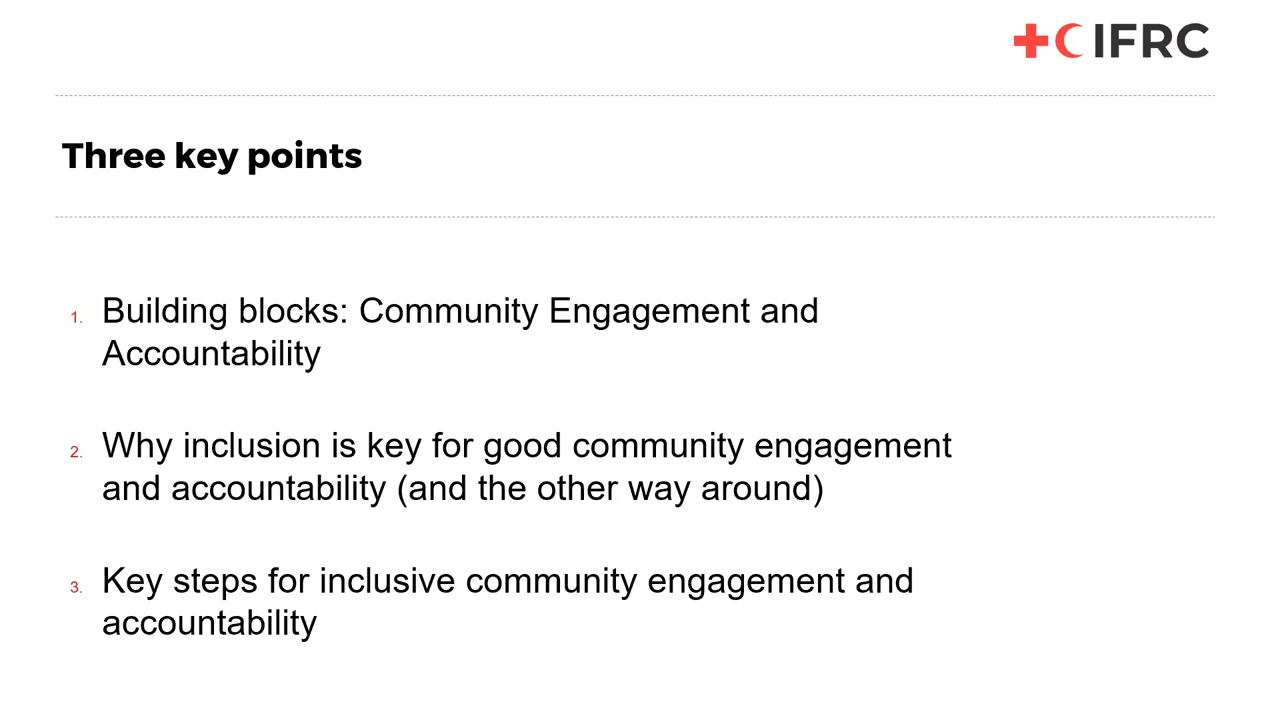 IFRC
Three key points
1. Building blocks: Community Engagement and
Accountability
2. Why inclusion is key for good community engagement
and accountability (and the other way around)
3. Key steps for inclusive community engagement and
accountability